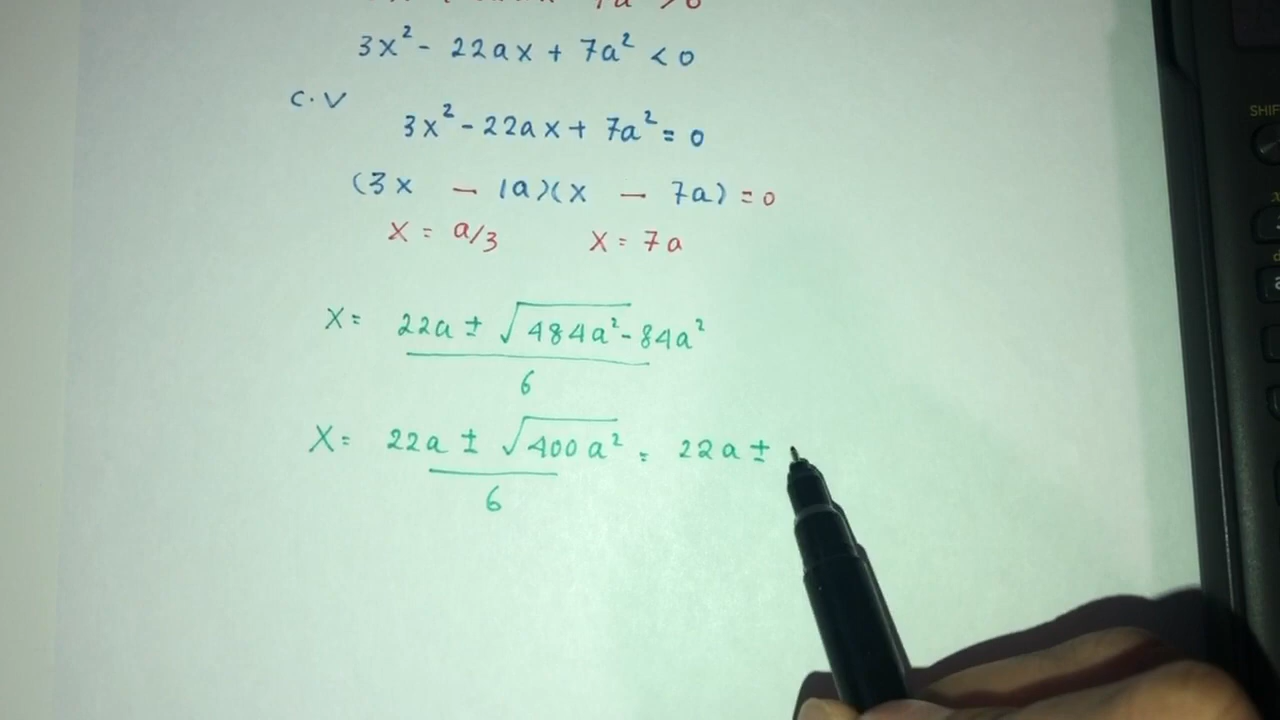 3x² - 22ax + 7a² < 0
C.V
3x² - 22ax + 7a² = 0
(3x - 1a)(x - 7a) = 0
x = a/3 x = 7a
x = 22a ± √484a² - 84a²
6
x = 22a ± √400a² = 22a ±
6
SHIF